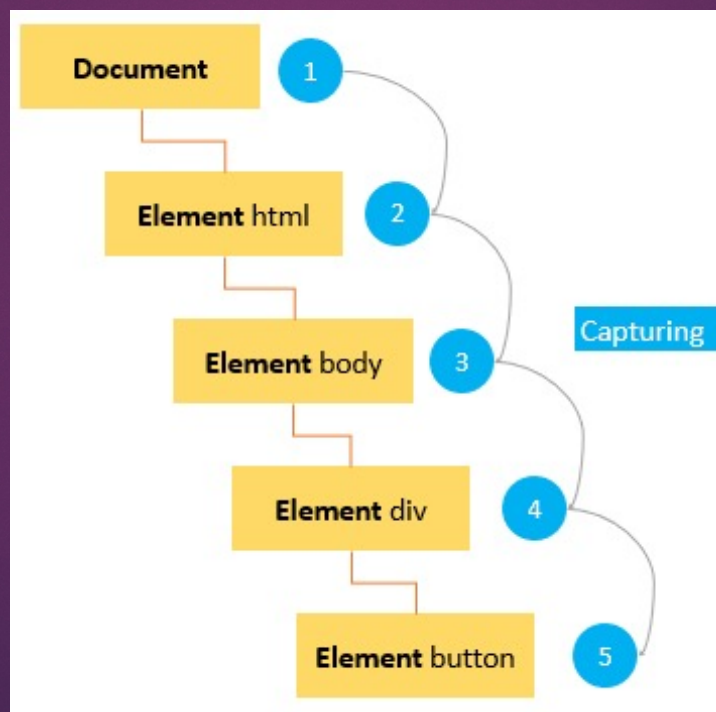 Document
1
Element html
2
Element body
3
Capturing
Element div
4
Element button
5